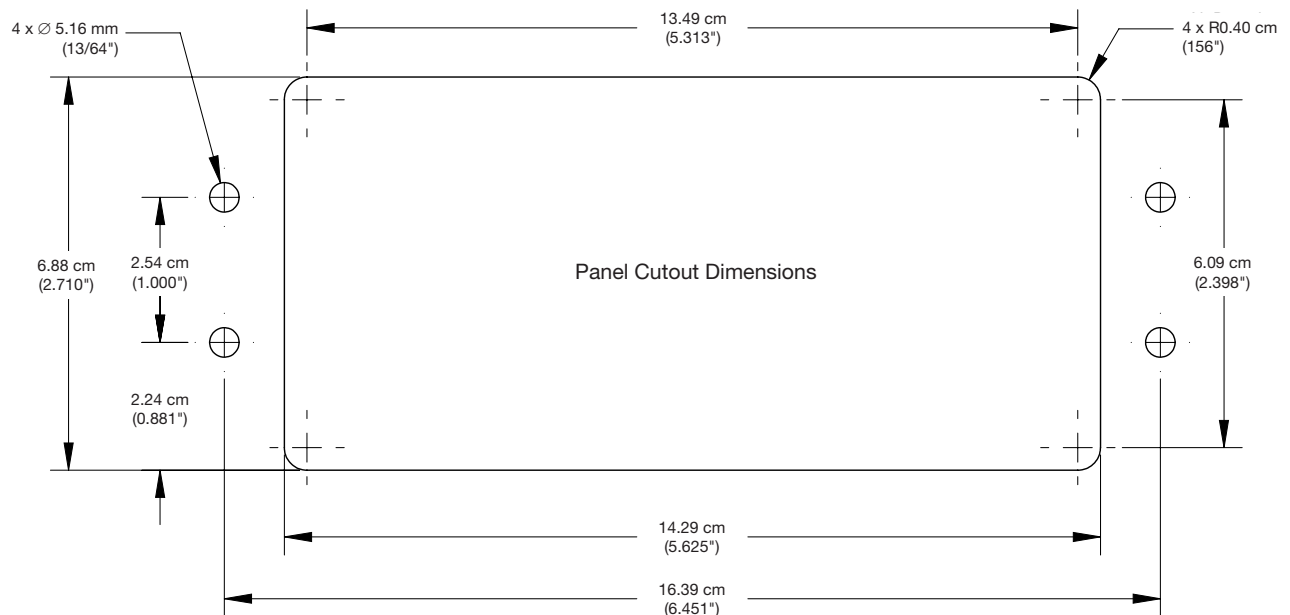 4 x Ø 5.16 mm
(13/64")
13.49 cm
(5.313")
4 x R0.40 cm
(156")
6.88 cm
(2.710")
2.54 cm
(1.000")
Panel Cutout Dimensions
6.09 cm
(2.398")
2.24 cm
(0.881")
14.29 cm
(5.625")
16.39 cm
(6.451")